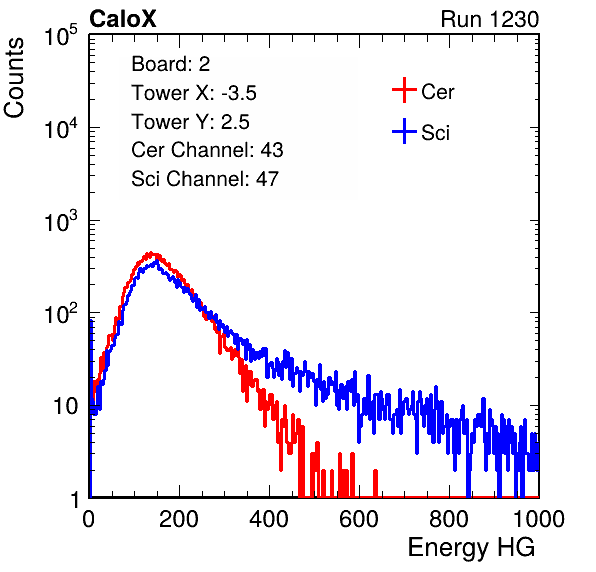 CaloX Run 1230
Counts
Board: 2
Tower X: -3.5
Tower Y: 2.5
Cer Channel: 43
Sci Channel: 47
Cer
Sci
10^5
10^4
10^3
10^2
10
1
0 200 400 600 800 1000
Energy HG